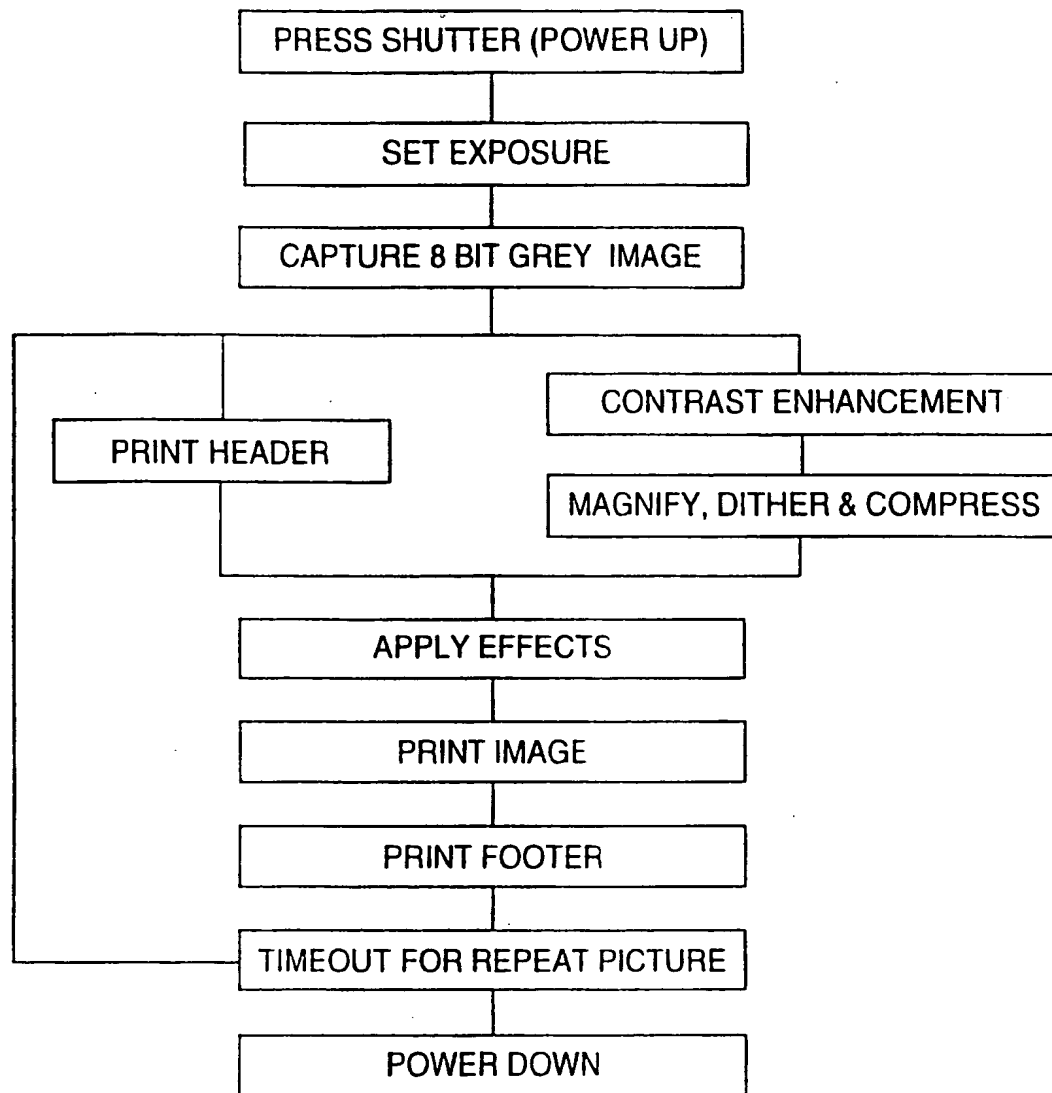 PRESS SHUTTER (POWER UP)
SET EXPOSURE
CAPTURE 8 BIT GREY IMAGE
CONTRAST ENHANCEMENT
PRINT HEADER
MAGNIFY, DITHER & COMPRESS
APPLY EFFECTS
PRINT IMAGE
PRINT FOOTER
TIMEOUT FOR REPEAT PICTURE
POWER DOWN